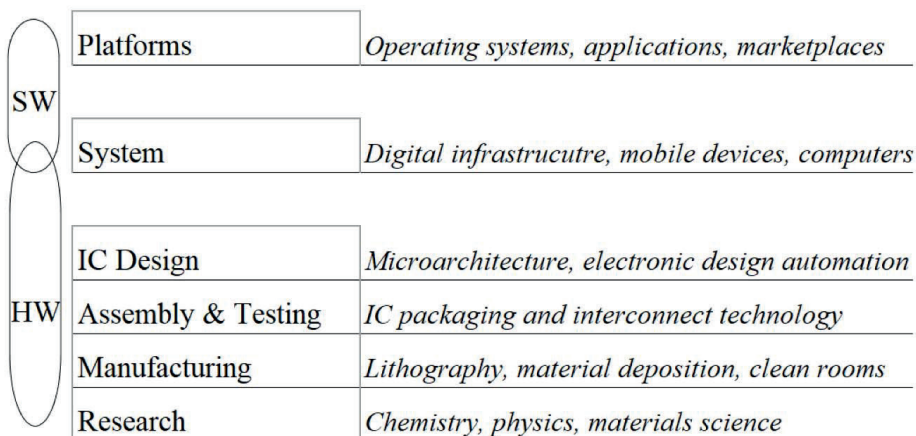 Platforms Operating systems, applications, marketplaces
SW
System Digital infrastrucutre, mobile devices, computers
IC Design Microarchitecture, electronic design automation
HW Assembly & Testing IC packaging and interconnect technology
Manufacturing Lithography, material deposition, clean rooms
Research Chemistry, physics, materials science